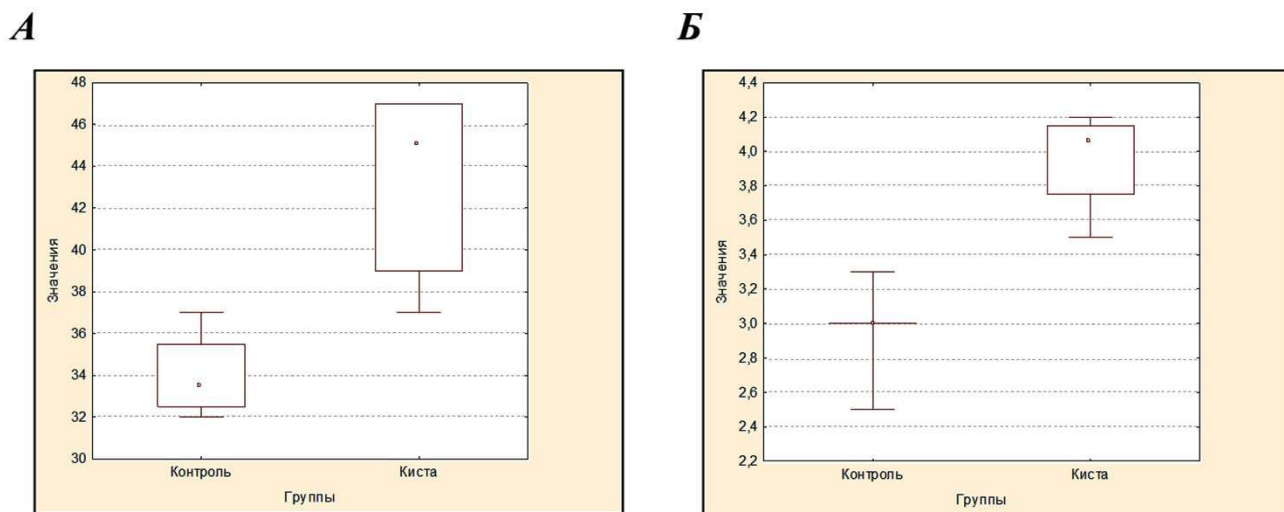 А
48
46
44
42
40
38
36
34
32
30
Значения
Контроль
Киста
Группы
Б
4,4
4,2
4,0
3,8
3,6
3,4
3,2
3,0
2,8
2,6
2,4
2,2
Значения
Контроль
Киста
Группы